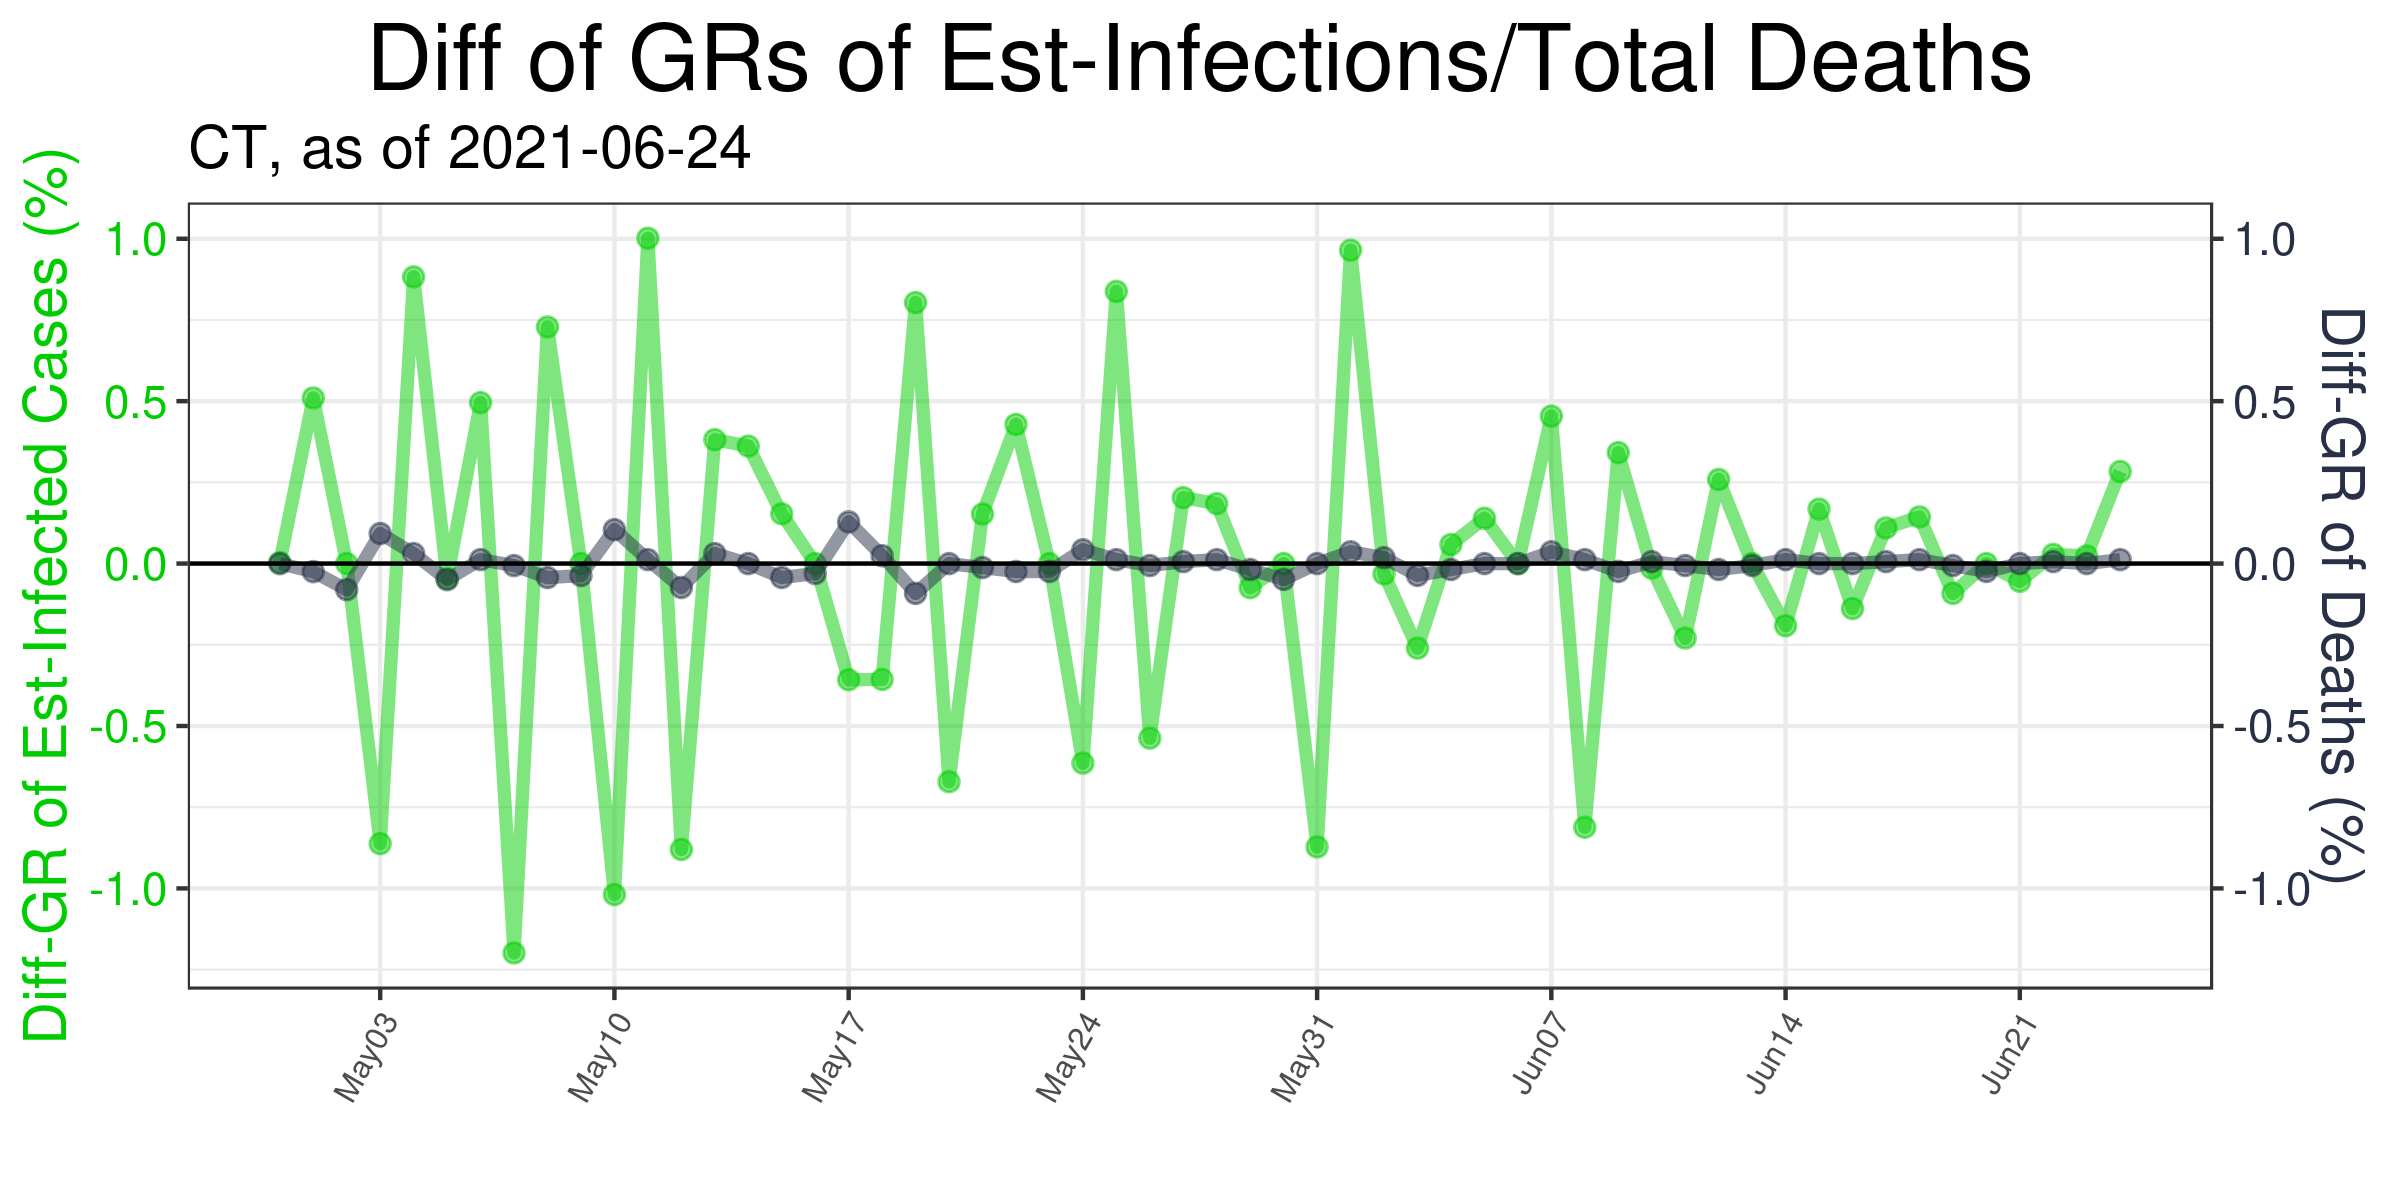 Diff of GRs of Est-Infections/Total Deaths
CT, as of 2021-06-24
Diff-GR of Est-Infected Cases (%)
1.0
0.5
0.0
-0.5
-1.0
1.0
0.5
0.0
-0.5
-1.0
Diff-GR of Deaths (%)
May03
May10
May17
May24
May31
Jun07
Jun14
Jun21